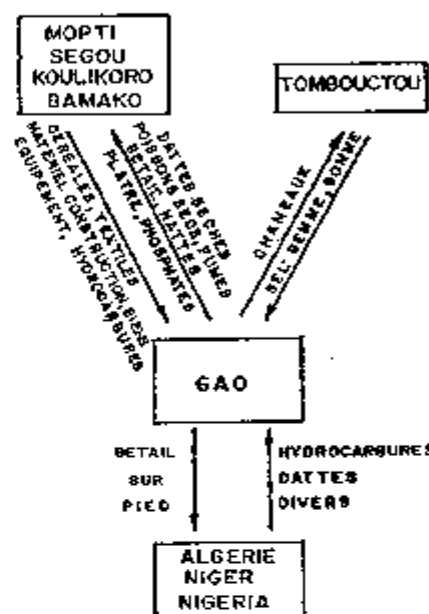 MOPTI
SEGOU
KOULIKORO
BAMAKO
TOMBOUCTOU
CEREALES, TEXTILES
MATERIEL CONSTRUCTION, BIENS
EQUIPEMENT, HYDROCARBURES
DATTES SECHES
POISSONS SECS, FUMES
BETAIL, NATTES
PLATRE, PHOSPHATES
CHAMEAUX
SEL GEMME, GOMME
GAO
BETAIL
SUR
PIED
HYDROCARBURES
DATTES
DIVERS
ALGERIE
NIGER
NIGERIA